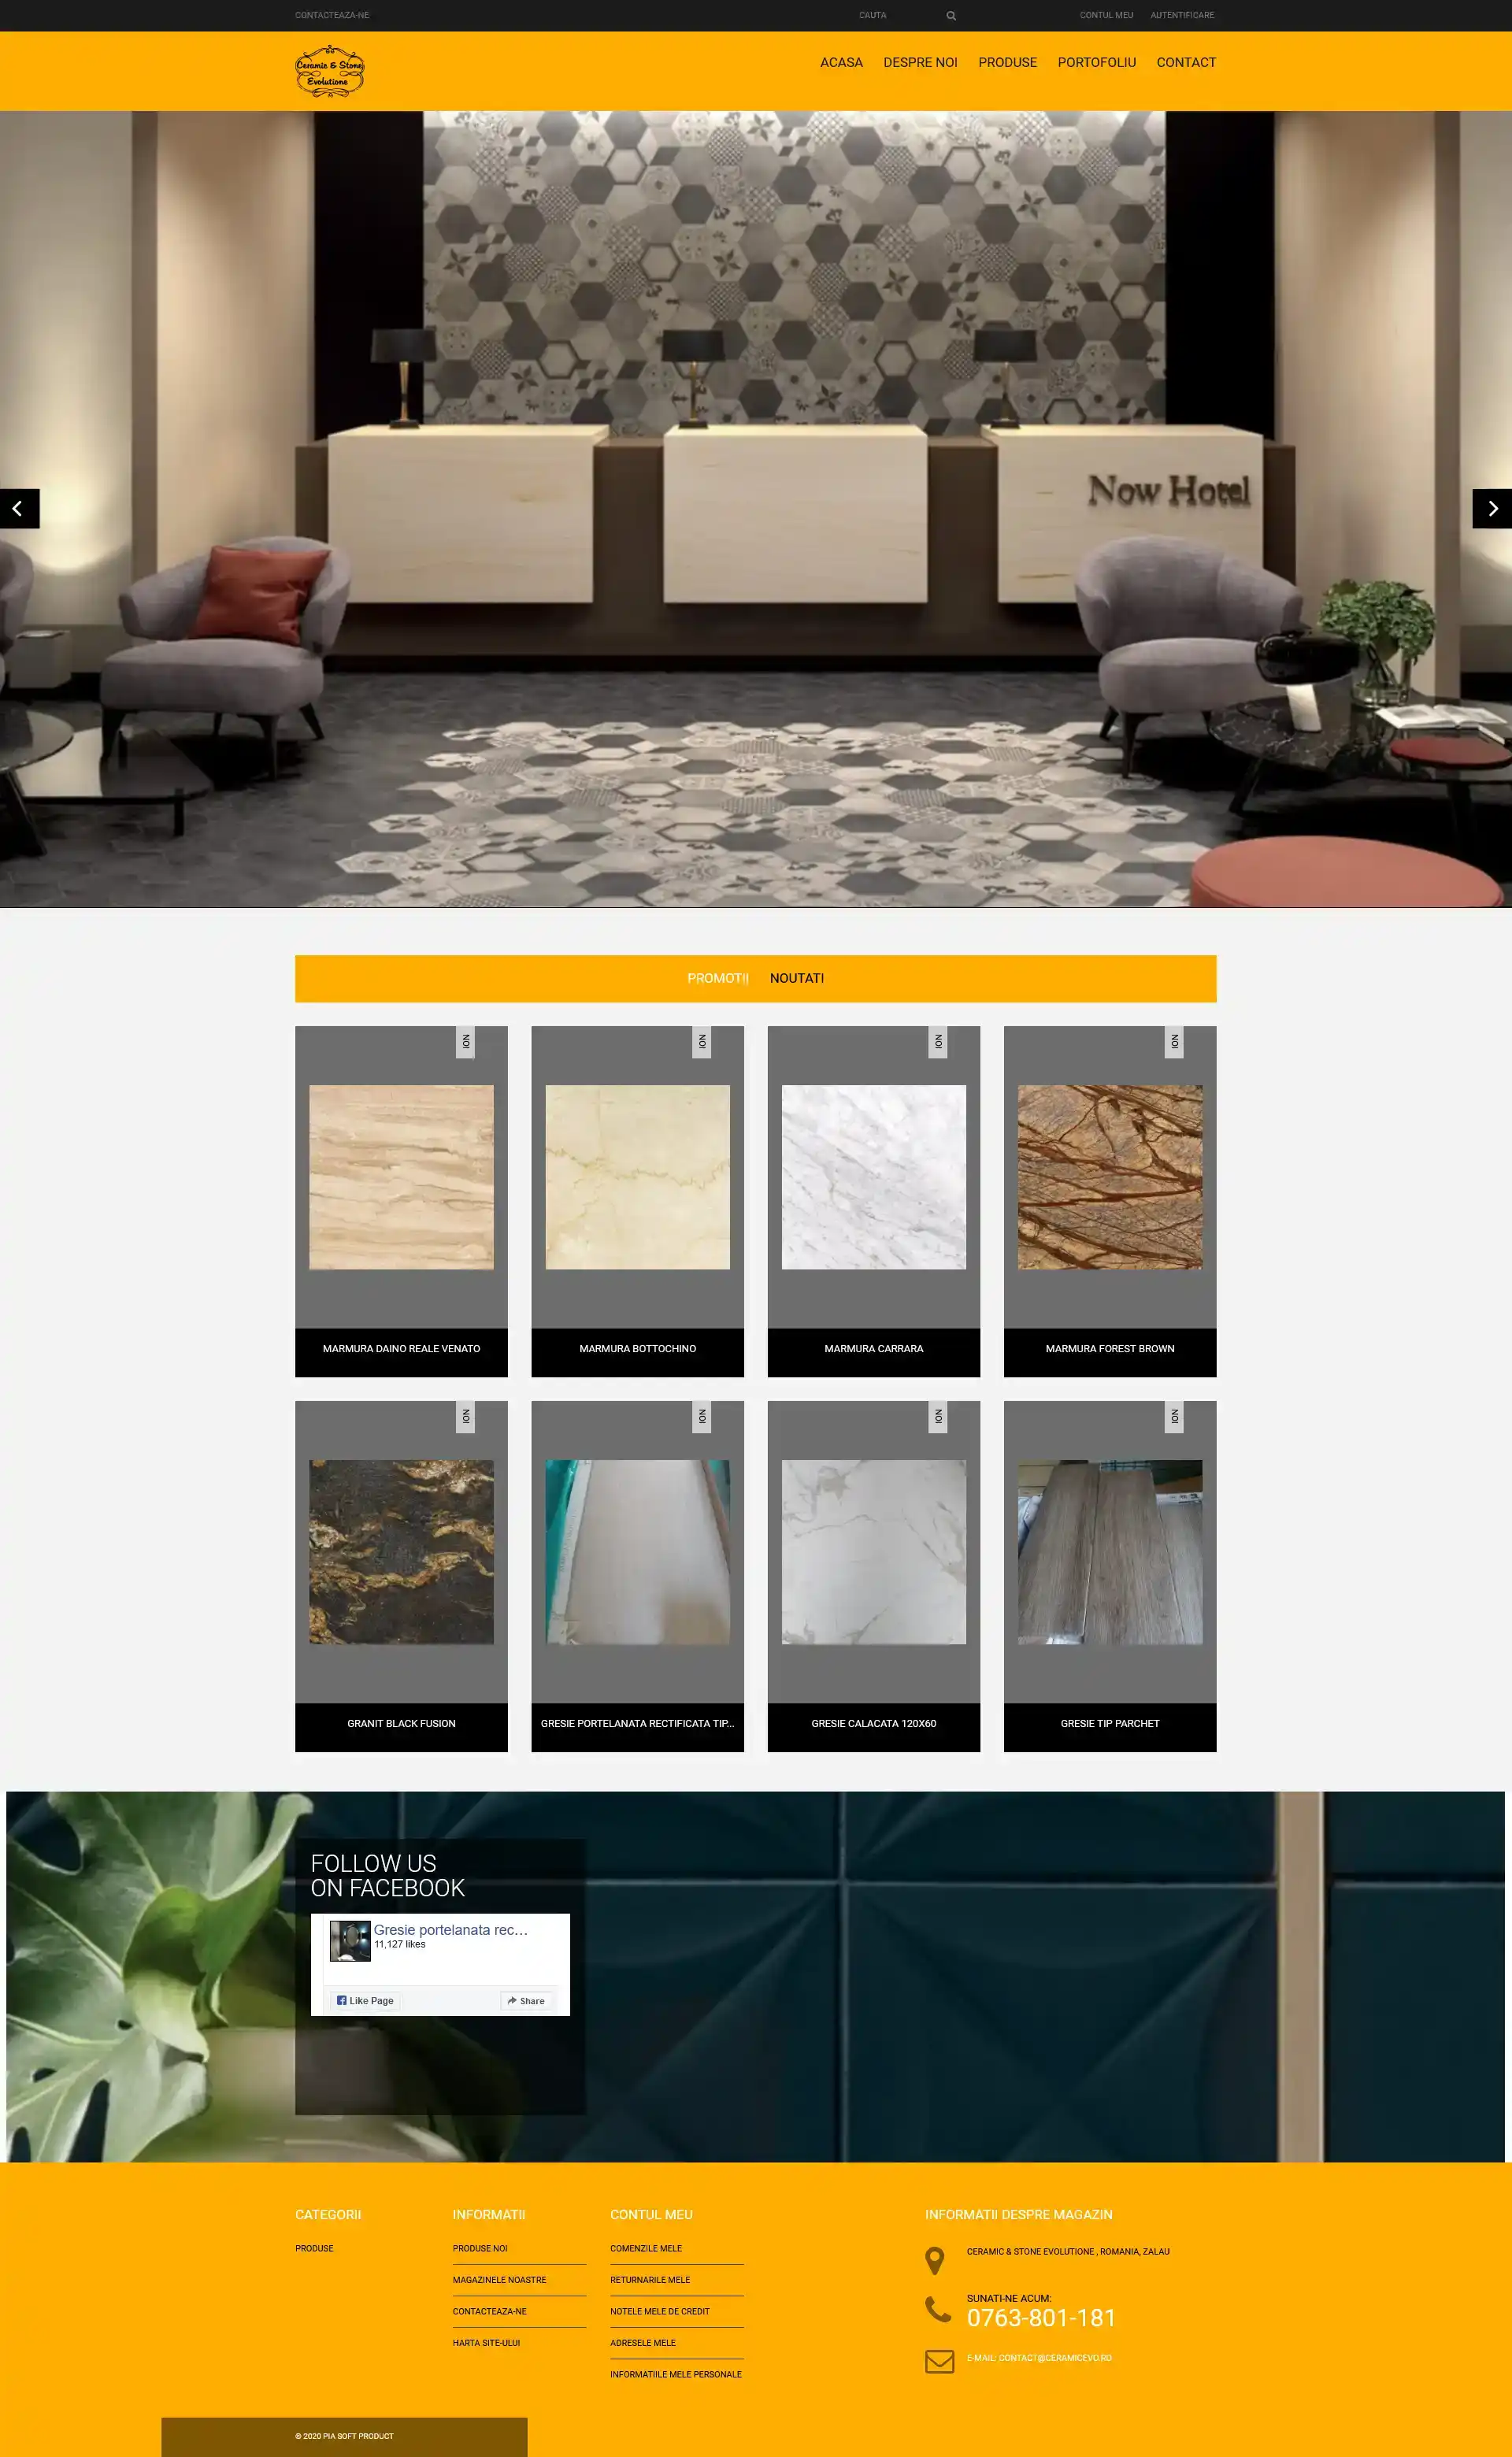 CONTACTEAZA-NE
CAUTA
CONTUL MEU
AUTENTIFICARE
Ceramic & Stone
Evolutione
ACASA
DESPRE NOI
PRODUSE
PORTOFOLIU
CONTACT
Now Hotel
PROMOTII
NOUTATI
NOI
NOI
NOI
NOI
MARMURA DAINO REALE VENATO
MARMURA BOTTOCHINO
MARMURA CARRARA
MARMURA FOREST BROWN
NOI
NOI
NOI
NOI
GRANIT BLACK FUSION
GRESIE PORTELANATA RECTIFICATA TIP...
GRESIE CALACATA 120X60
GRESIE TIP PARCHET
FOLLOW US
ON FACEBOOK
Gresie portelanata rec...
11,127 likes
Like Page
Share
CATEGORII
PRODUSE
INFORMATII
PRODUSE NOI
MAGAZINELE NOASTRE
CONTACTEAZA-NE
HARTA SITE-ULUI
CONTUL MEU
COMENZILE MELE
RETURNARILE MELE
NOTELE MELE DE CREDIT
ADRESELE MELE
INFORMATIILE MELE PERSONALE
INFORMATII DESPRE MAGAZIN
CERAMIC & STONE EVOLUTIONE , ROMANIA, ZALAU
SUNATI-NE ACUM:
0763-801-181
E-MAIL: CONTACT@CERAMICEVO.RO
© 2020 PIA SOFT PRODUCT